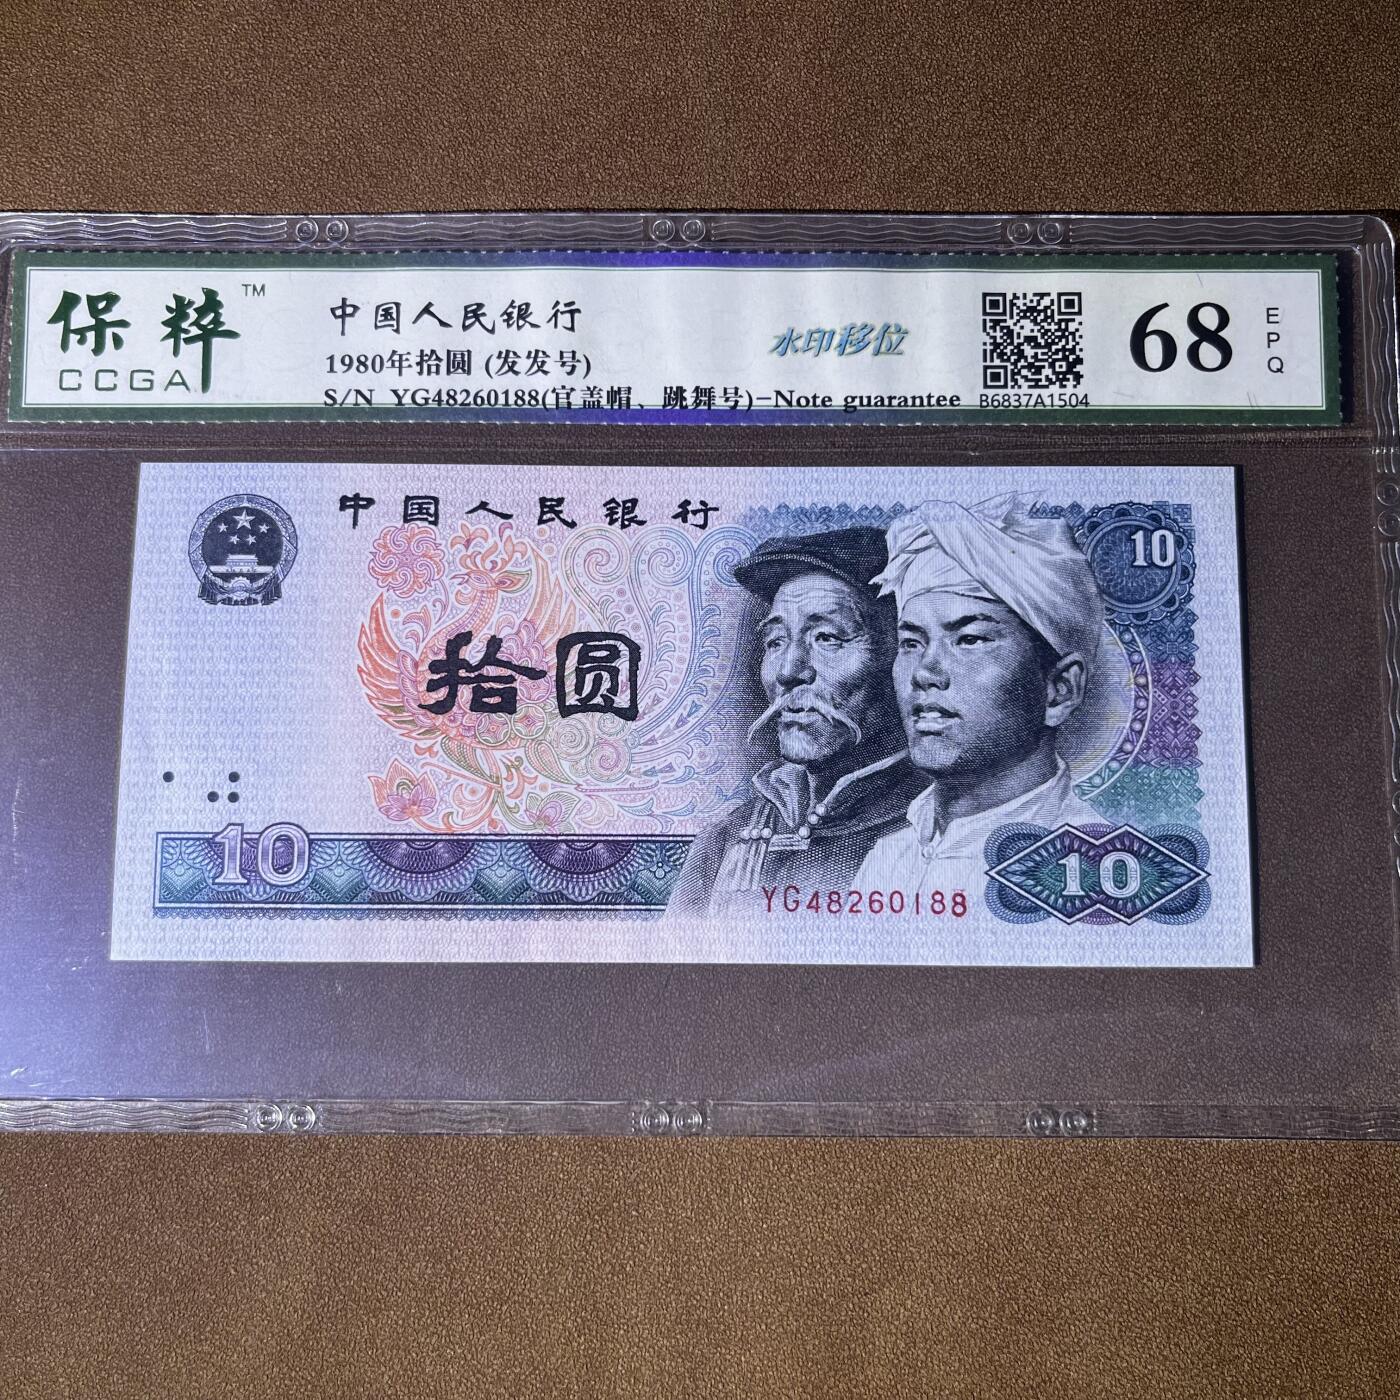 保粹 TM
CCGA
中国人民银行
1980年拾圆 (发发号)
S/N YG48260188(官盖帽、跳舞号)-Note guarantee
水印移位
B6837A1504
68
EPQ
中国人民银行
10
拾圆
10
YG48260188
10